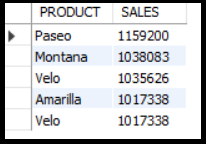 PRODUCT SALES
Paseo 1159200
Montana 1038083
Velo 1035626
Amarilla 1017338
Velo 1017338